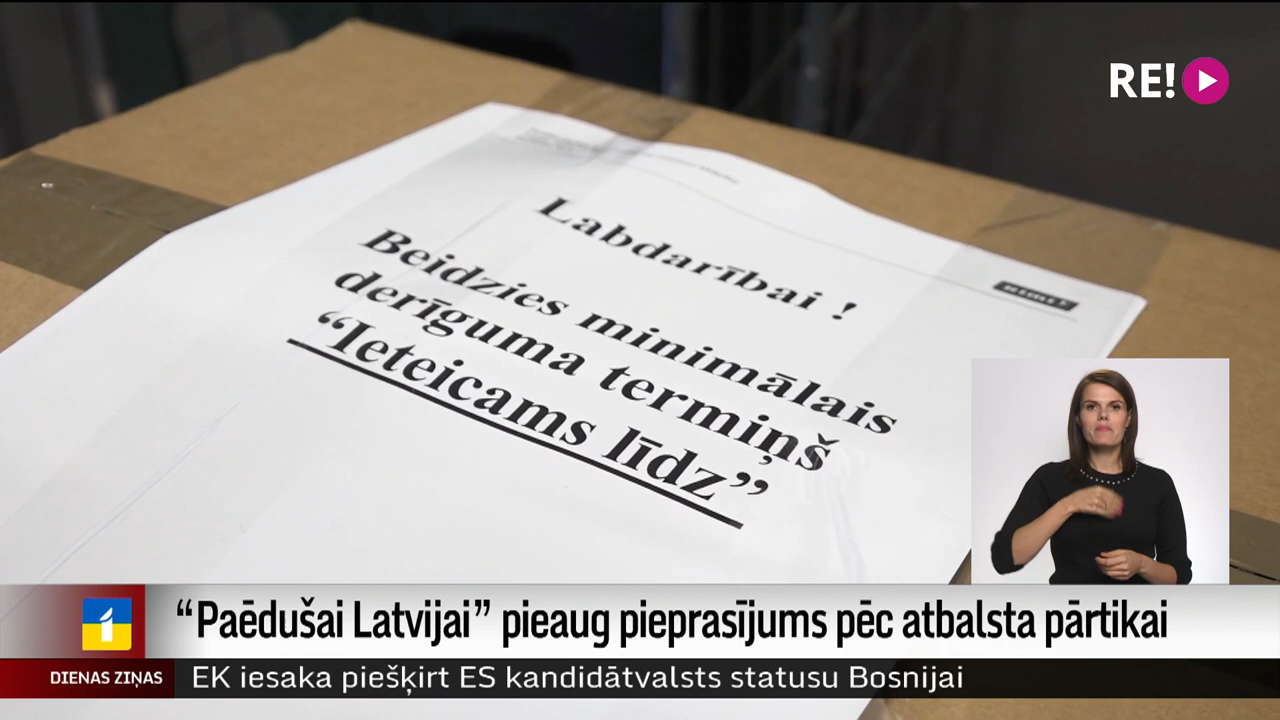 RE!
Labdarībai !
Beidzies minimālais
derīguma termiņš
“Ieteicams līdz”
1
“Paēdušai Latvijai” pieaug pieprasījums pēc atbalsta pārtikai
DIENAS ZIŅAS
EK iesaka piešķirt ES kandidātvalsts statusu Bosnijai